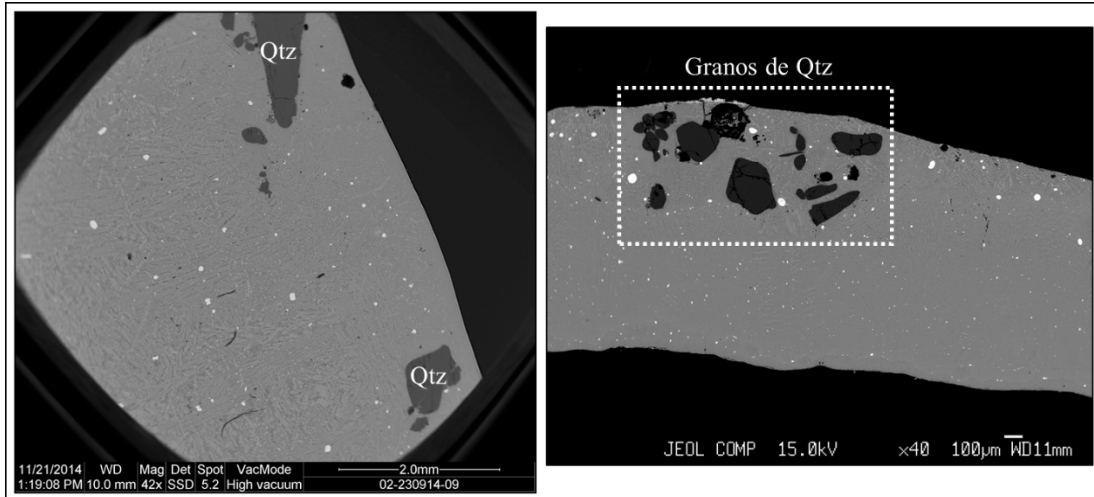 Qtz
Qtz
11/21/2014 WD Mag Det Spot VacMode
1:19:08 PM 10.0 mm 42x SSD 5.2 High vacuum
2.0mm
02-230914-09
Granos de Qtz
JEOL COMP 15.0kV ×40 100μm WD11mm